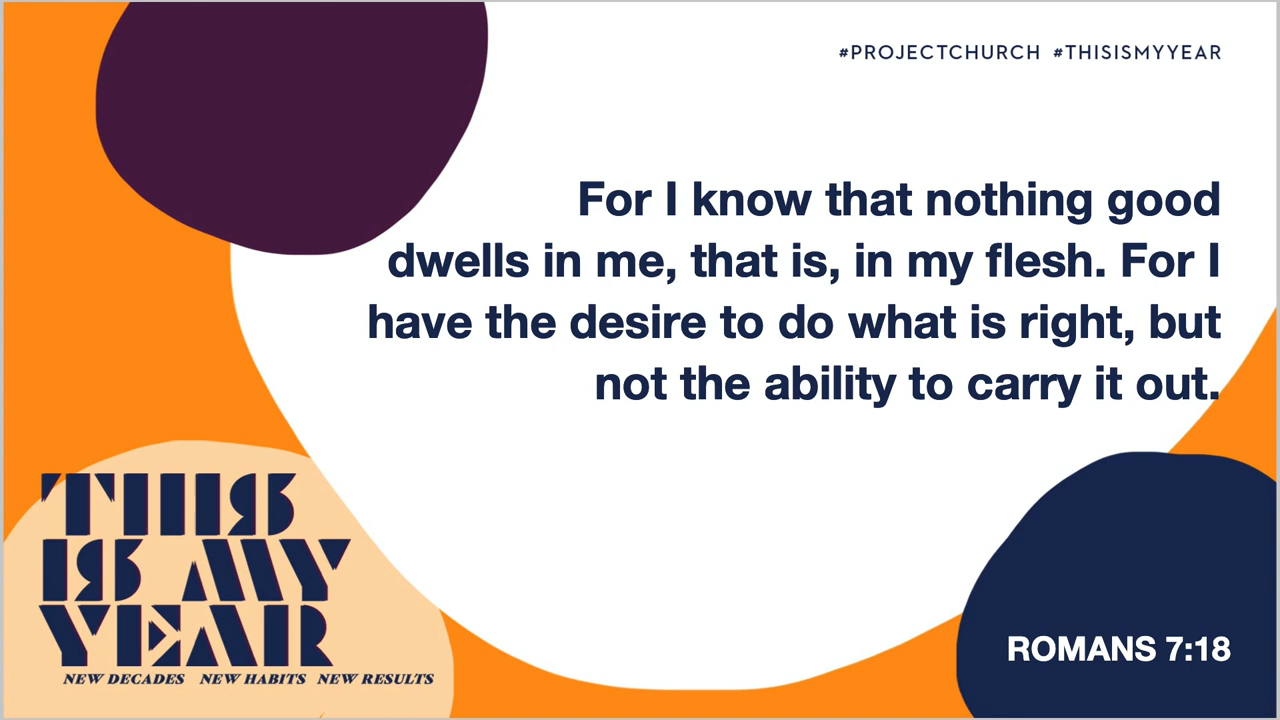 #PROJECTCHURCH #THISISMYYEAR
For I know that nothing good
dwells in me, that is, in my flesh. For I
have the desire to do what is right, but
not the ability to carry it out.
THIS
IS MY
YEAR
NEW DECADES NEW HABITS NEW RESULTS
ROMANS 7:18